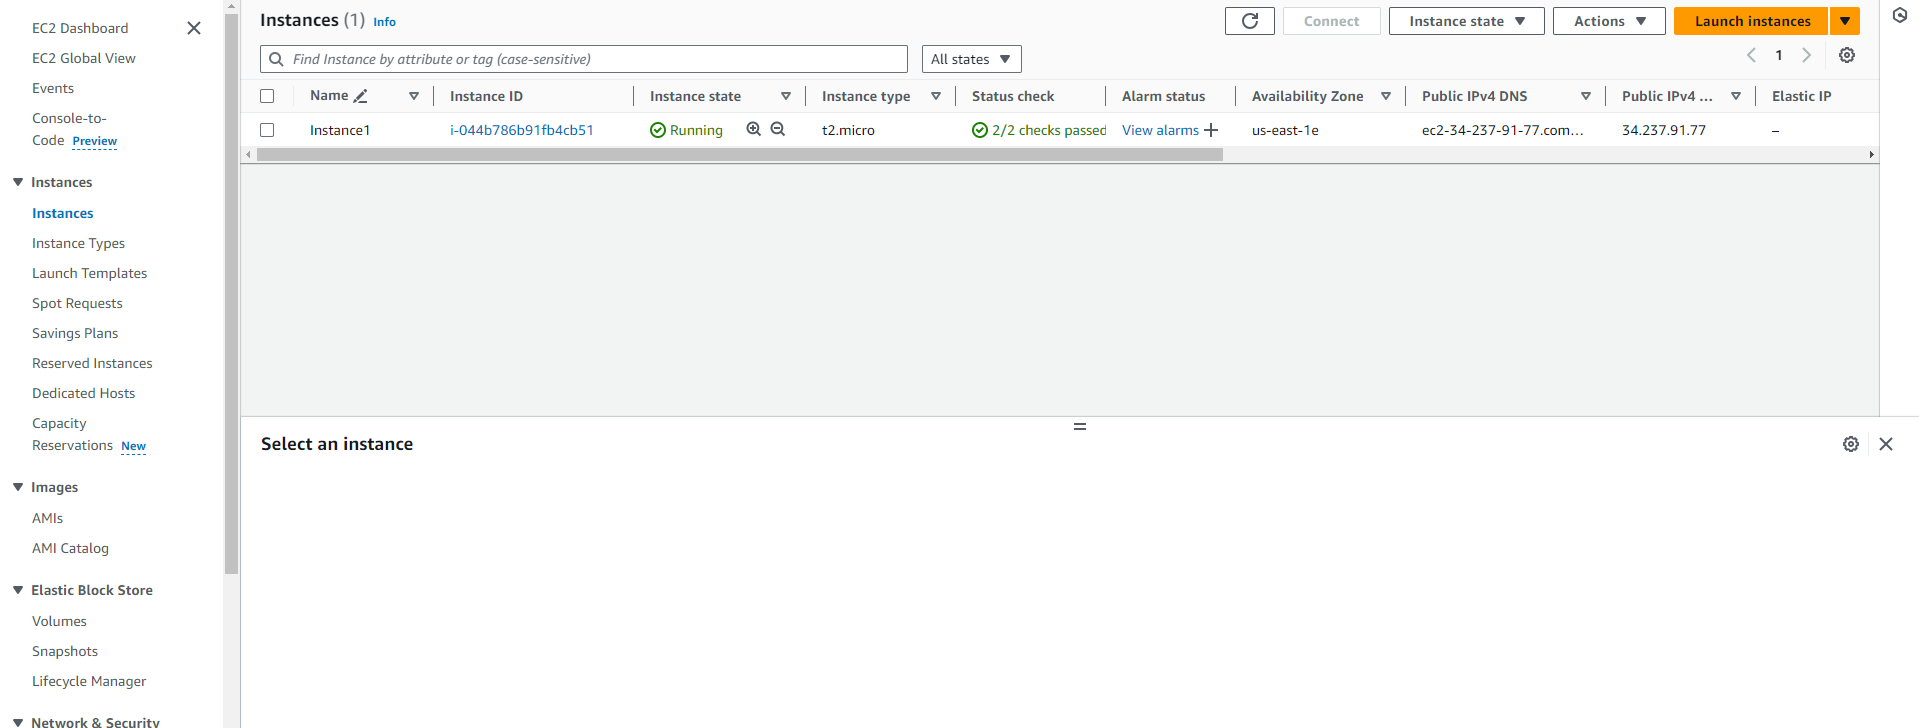 EC2 Dashboard
EC2 Global View
Events
Console-to-
Code Preview
Instances
Instances
Instance Types
Launch Templates
Spot Requests
Savings Plans
Reserved Instances
Dedicated Hosts
Capacity
Reservations New
Images
AMIs
AMI Catalog
Elastic Block Store
Volumes
Snapshots
Lifecycle Manager
Network & Security
Instances (1) Info
Connect
Instance state
Actions
Launch instances
Find Instance by attribute or tag (case-sensitive)
All states
1
Name Instance ID Instance state Instance type Status check Alarm status Availability Zone Public IPv4 DNS Public IPv4 ... Elastic IP
Instance1 i-044b786b91fb4cb51 Running t2.micro 2/2 checks passed View alarms + us-east-1e ec2-34-237-91-77.com... 34.237.91.77 –
Select an instance